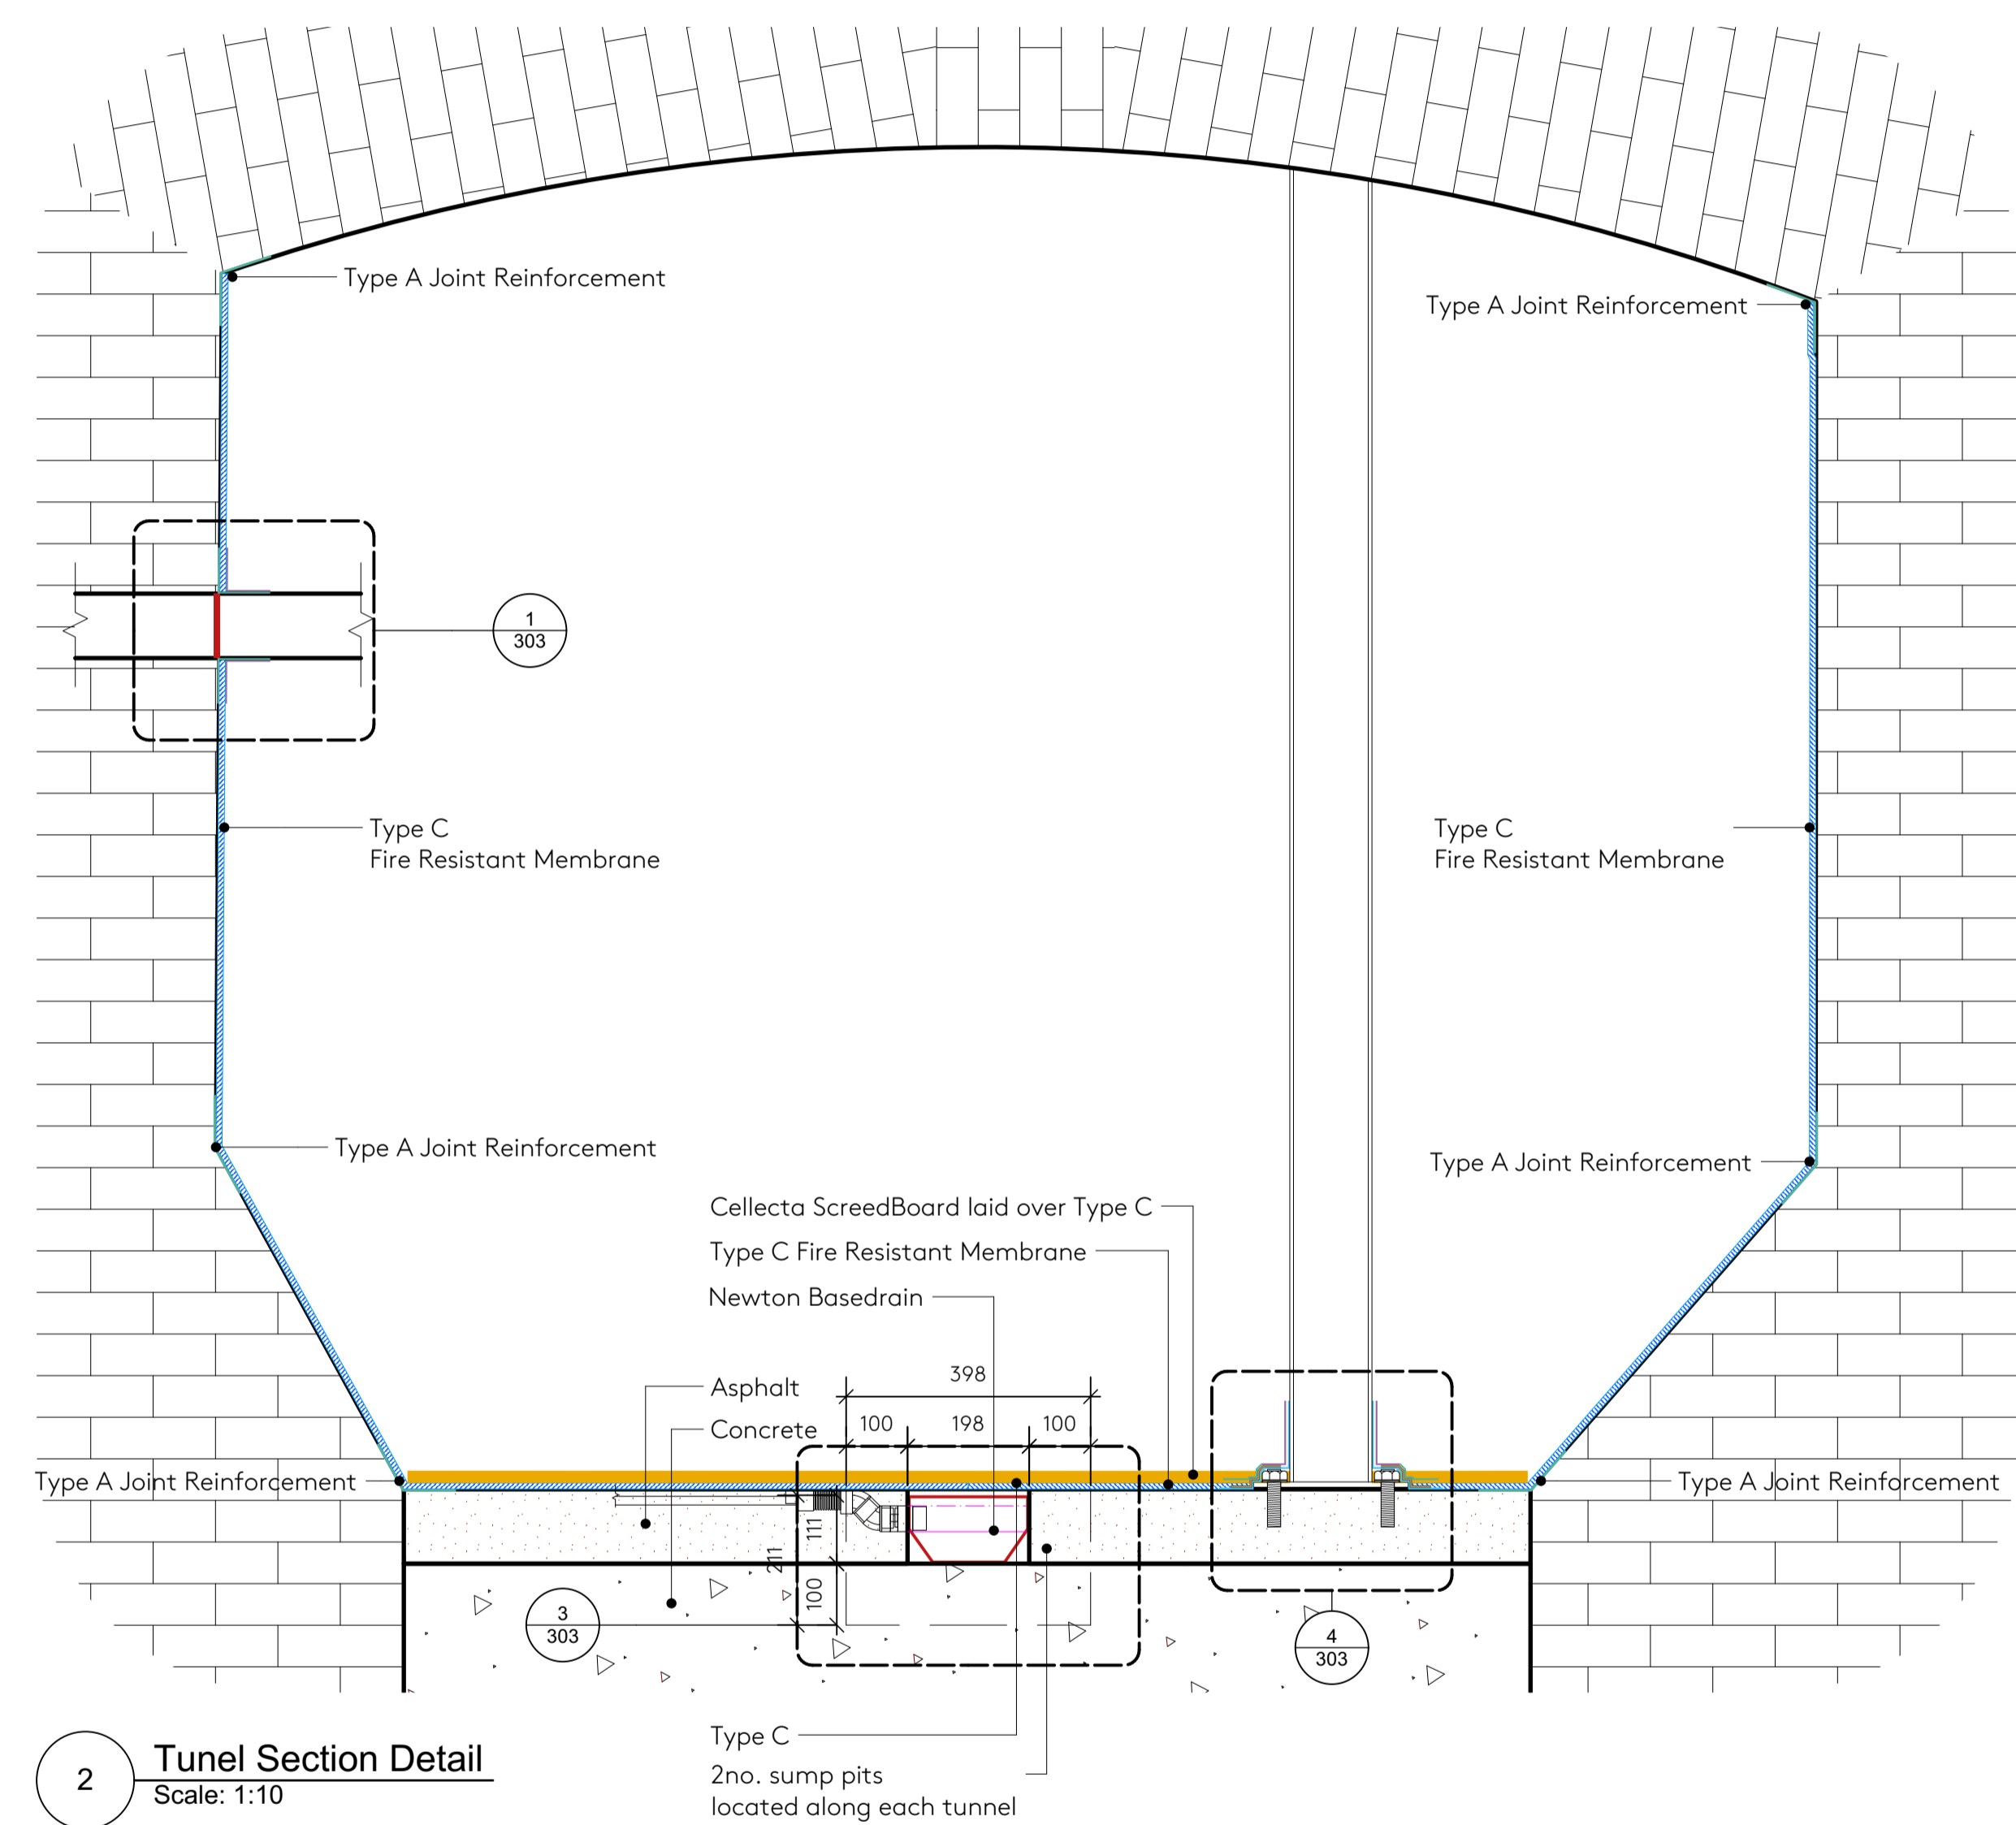 Type A Joint Reinforcement
Type A Joint Reinforcement
1
303
Type C
Fire Resistant Membrane
Type C
Fire Resistant Membrane
Type A Joint Reinforcement
Type A Joint Reinforcement
Cellecta ScreedBoard laid over Type C
Type C Fire Resistant Membrane
Newton Basedrain
398
Asphalt
100
198
100
Concrete
Type A Joint Reinforcement
Type A Joint Reinforcement
111
211
100
3
303
4
303
Type C
2no. sump pits
located along each tunnel
2
Tunel Section Detail
Scale: 1:10